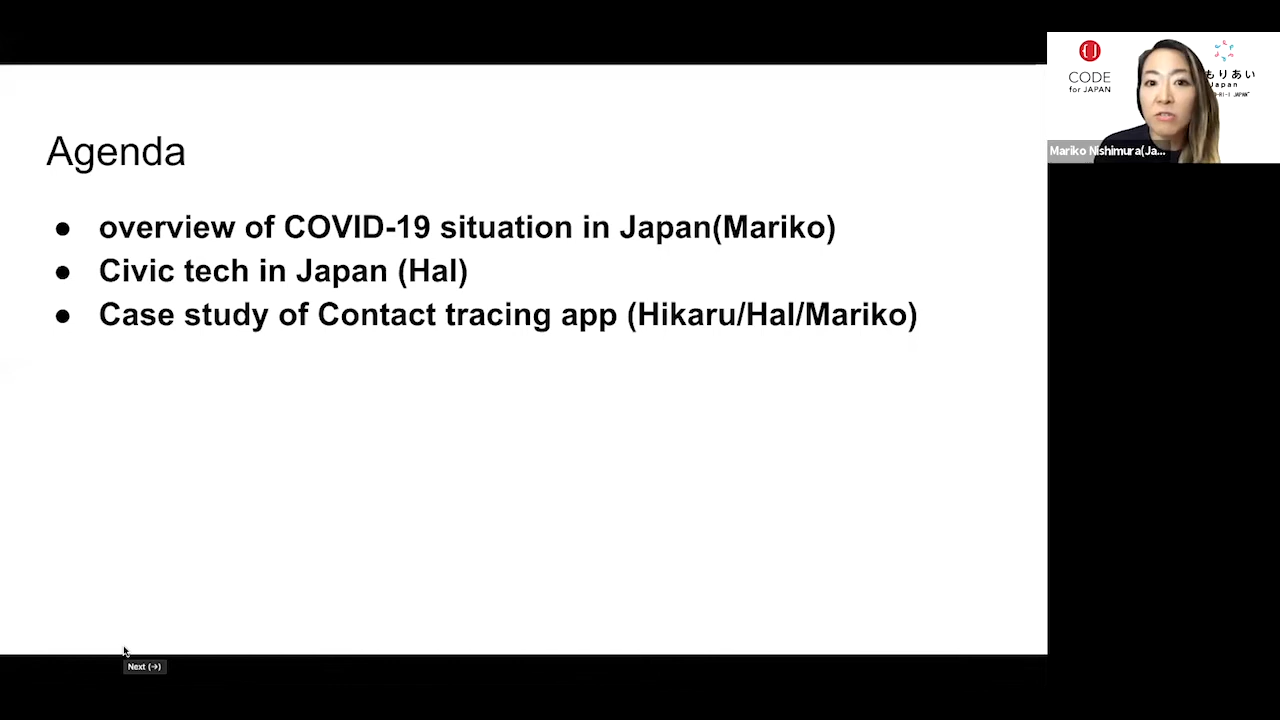 Agenda
● overview of COVID-19 situation in Japan(Mariko)
● Civic tech in Japan (Hal)
● Case study of Contact tracing app (Hikaru/Hal/Mariko)
CODE
for JAPAN
もりあい
Japan
Mariko Nishimura(Ja...
Next (→)